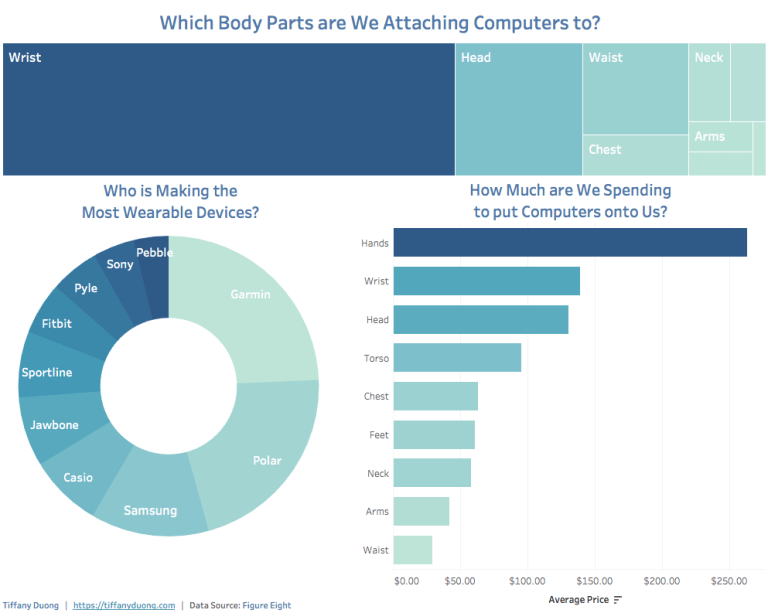 Which Body Parts are We Attaching Computers to?
Wrist
Head
Waist
Neck
Chest
Arms
Who is Making the
Most Wearable Devices?
Pebble
Sony
Garmin
Pyle
Fitbit
Sportline
Jawbone
Polar
Casio
Samsung
How Much are We Spending
to put Computers onto Us?
Hands
Wrist
Head
Torso
Chest
Feet
Neck
Arms
Waist
$0.00 $50.00 $100.00 $150.00 $200.00 $250.00
Average Price
Tiffany Duong | https://tiffanyduong.com | Data Source: Figure Eight